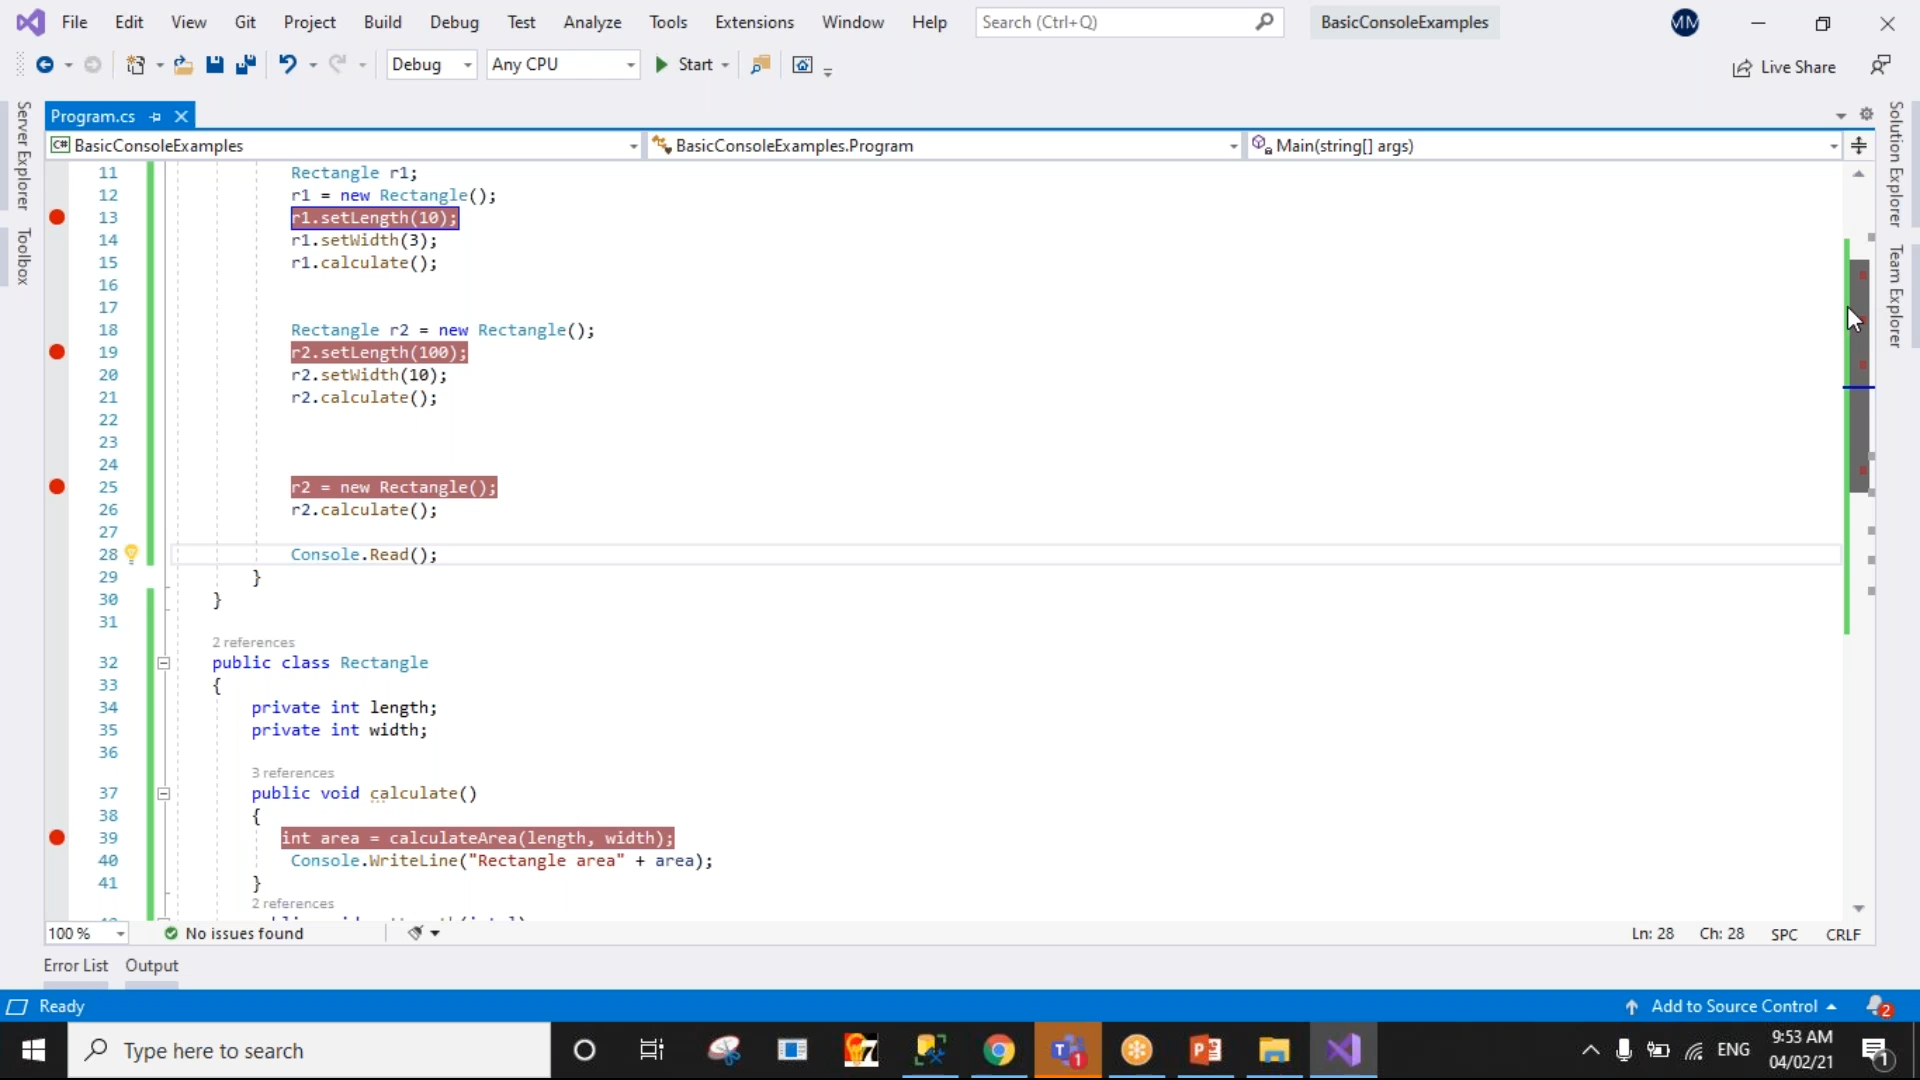 File Edit View Git Project Build Debug Test Analyze Tools Extensions Window Help Search (Ctrl+Q) BasicConsoleExamples MM
Debug Any CPU Start Live Share
Server Explorer
Toolbox
Solution Explorer
Team Explorer
Program.cs
C# BasicConsoleExamples BasicConsoleExamples.Program Main(string[] args)
11 Rectangle r1;
12 r1 = new Rectangle();
13 r1.setLength(10);
14 r1.setWidth(3);
15 r1.calculate();
16
17
18 Rectangle r2 = new Rectangle();
19 r2.setLength(100);
20 r2.setWidth(10);
21 r2.calculate();
22
23
24
25 r2 = new Rectangle();
26 r2.calculate();
27
28 Console.Read();
29 }
30 }
31
2 references
32 public class Rectangle
33 {
34 private int length;
35 private int width;
36
3 references
37 public void calculate()
38 {
39 int area = calculateArea(length, width);
40 Console.WriteLine("Rectangle area" + area);
41 }
2 references
100 % No issues found Ln: 28 Ch: 28 SPC CRLF
Error List Output
Ready Add to Source Control 2
Type here to search ENG 9:53 AM
04/02/21 1